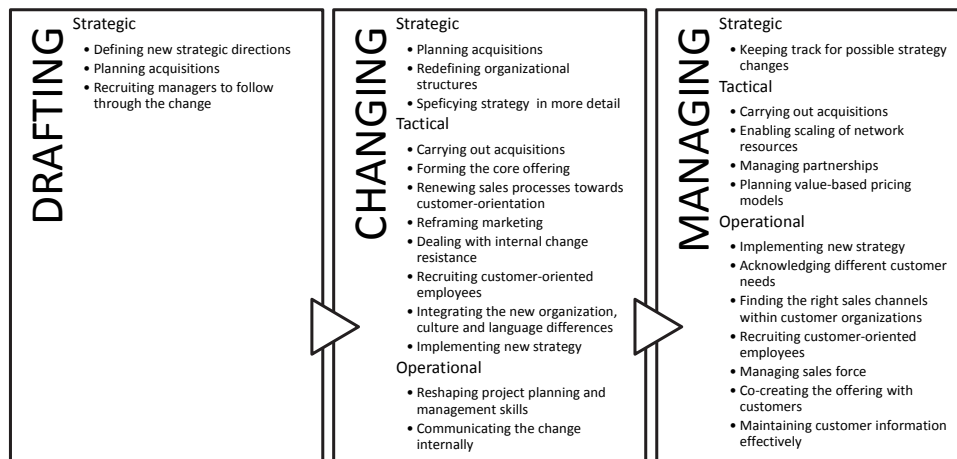 DRAFTING
Strategic
• Defining new strategic directions
• Planning acquisitions
• Recruiting managers to follow
through the change
CHANGING
Strategic
• Planning acquisitions
• Redefining organizational
structures
• Speficying strategy in more detail
Tactical
• Carrying out acquisitions
• Forming the core offering
• Renewing sales processes towards
customer-orientation
• Reframing marketing
• Dealing with internal change
resistance
• Recruiting customer-oriented
employees
• Integrating the new organization,
culture and language differences
• Implementing new strategy
Operational
• Reshaping project planning and
management skills
• Communicating the change
internally
MANAGING
Strategic
• Keeping track for possible strategy
changes
Tactical
• Carrying out acquisitions
• Enabling scaling of network
resources
• Managing partnerships
• Planning value-based pricing
models
Operational
• Implementing new strategy
• Acknowledging different customer
needs
• Finding the right sales channels
within customer organizations
• Recruiting customer-oriented
employees
• Managing sales force
• Co-creating the offering with
customers
• Maintaining customer information
effectively